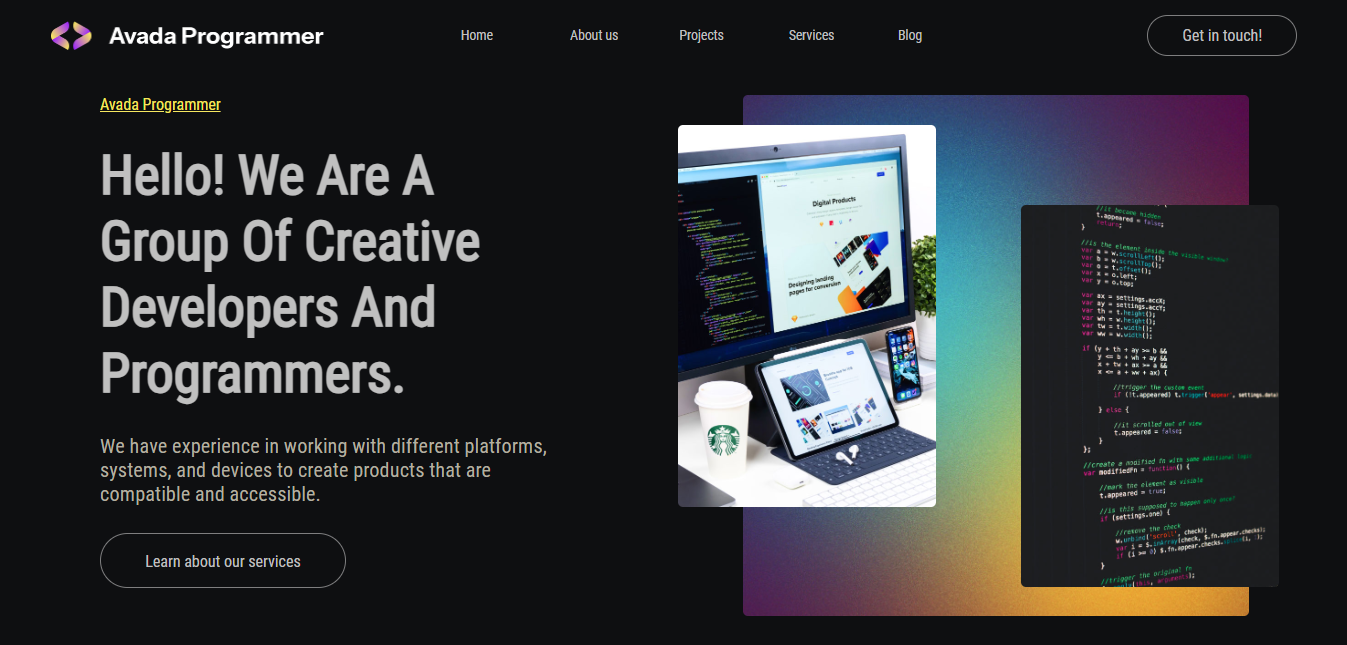 Avada Programmer
Home
About us
Projects
Services
Blog
Get in touch!
Avada Programmer
Hello! We Are A
Group Of Creative
Developers And
Programmers.
We have experience in working with different platforms,
systems, and devices to create products that are
compatible and accessible.
Learn about our services
Digital Products
Designing landing
pages for conversion
//it became hidden
t.appeared = false;
return;
}
//is the element inside the visible window?
var a = w.scrollLeft();
var b = w.scrollTop();
var o = t.offset();
var x = o.left;
var y = o.top;
var ax = settings.accX;
var ay = settings.accY;
var th = t.height();
var wh = w.height();
var tw = t.width();
var ww = w.width();
if (y + th + ay >= b &&
y <= b + wh + ay &&
x + tw + ax >= a &&
x <= a + ww + ax) {
//trigger the custom event
if (!t.appeared) t.trigger('appear', settings.data
} else {
//it scrolled out of view
t.appeared = false;
}
};
//create a modified fn with some additional logic
var modifiedFn = function() {
//mark the element as visible
t.appeared = true;
//is this supposed to happen only once?
if (settings.one) {
//remove the check
w.unbind('scroll', check);
var i = $.inArray(check, $.fn.appear.checks);
if (i >= 0) $.fn.appear.checks.splice(i, 1);
}
//trigger the original fn
(this, arguments);